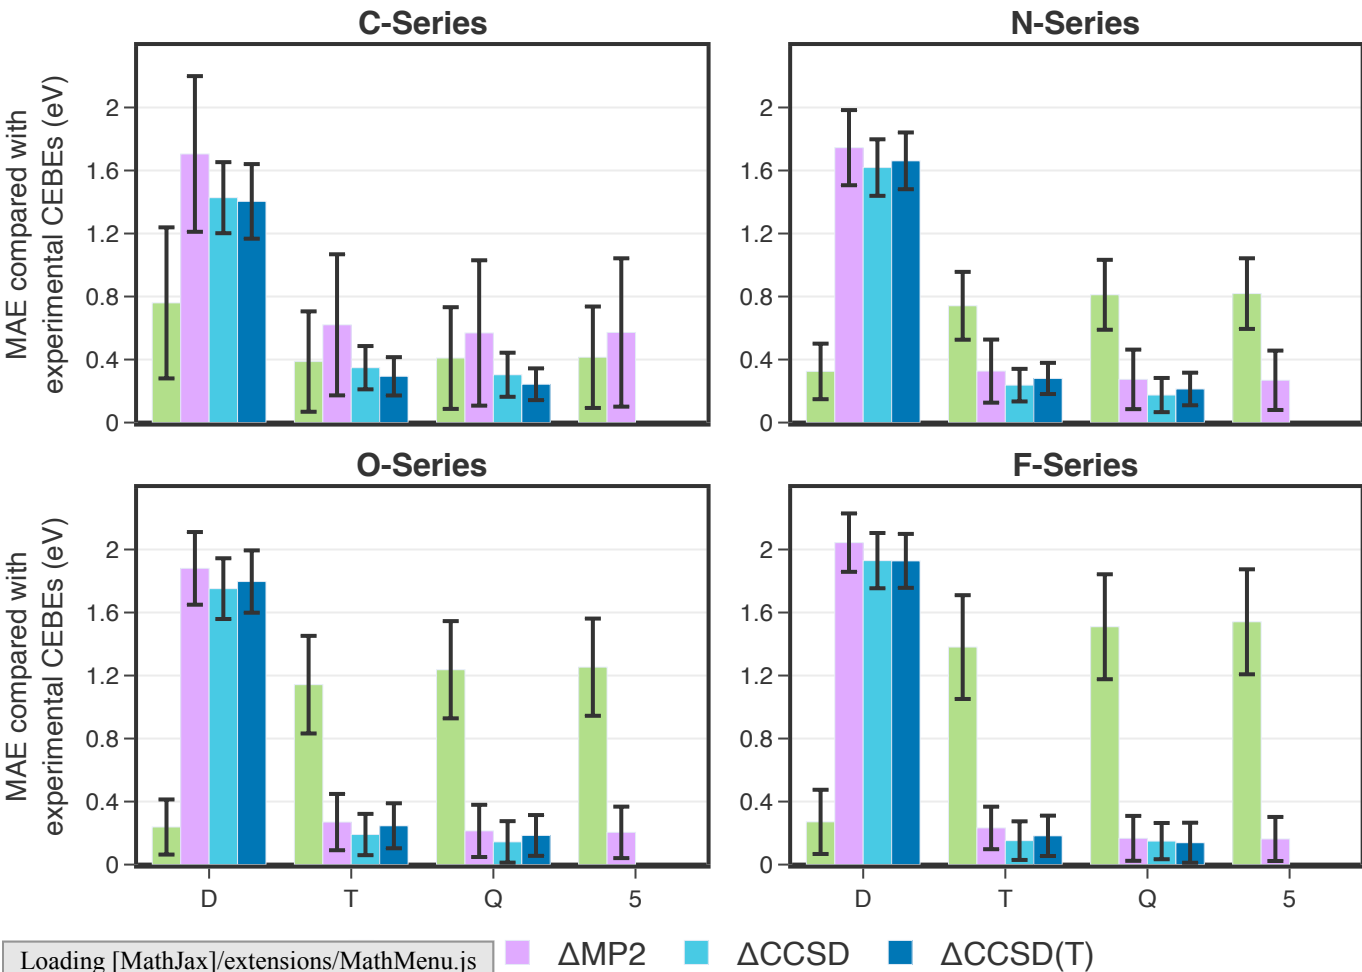 C-Series
N-Series
MAE compared with
experimental CEBEs (eV)
2
1.6
1.2
0.8
0.4
0
2
1.6
1.2
0.8
0.4
0
O-Series
F-Series
MAE compared with
experimental CEBEs (eV)
2
1.6
1.2
0.8
0.4
0
2
1.6
1.2
0.8
0.4
0
D T Q 5
D T Q 5
Loading [MathJax]/extensions/MathMenu.js
ΔMP2 ΔCCSD ΔCCSD(T)